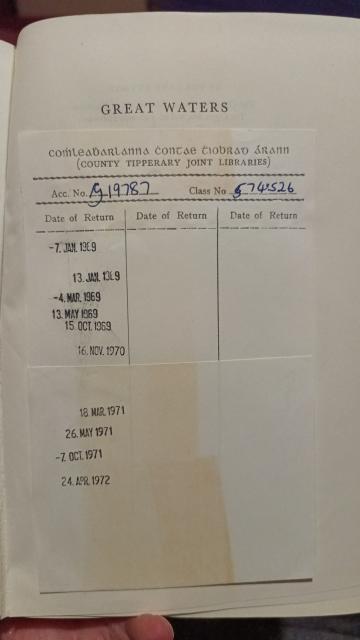 GREAT WATERS
Comleabarlanna Contae Tiobrad Árann
(COUNTY TIPPERARY JOINT LIBRARIES)
Acc. No. G19787 Class No 574.526
Date of Return Date of Return Date of Return
-7. JAN. 1969
13. JAN. 1969
-4. MAR. 1969
13. MAY 1969
15. OCT. 1969
16. NOV. 1970
18 MAR. 1971
26. MAY 1971
-7. OCT. 1971
24. APR. 1972